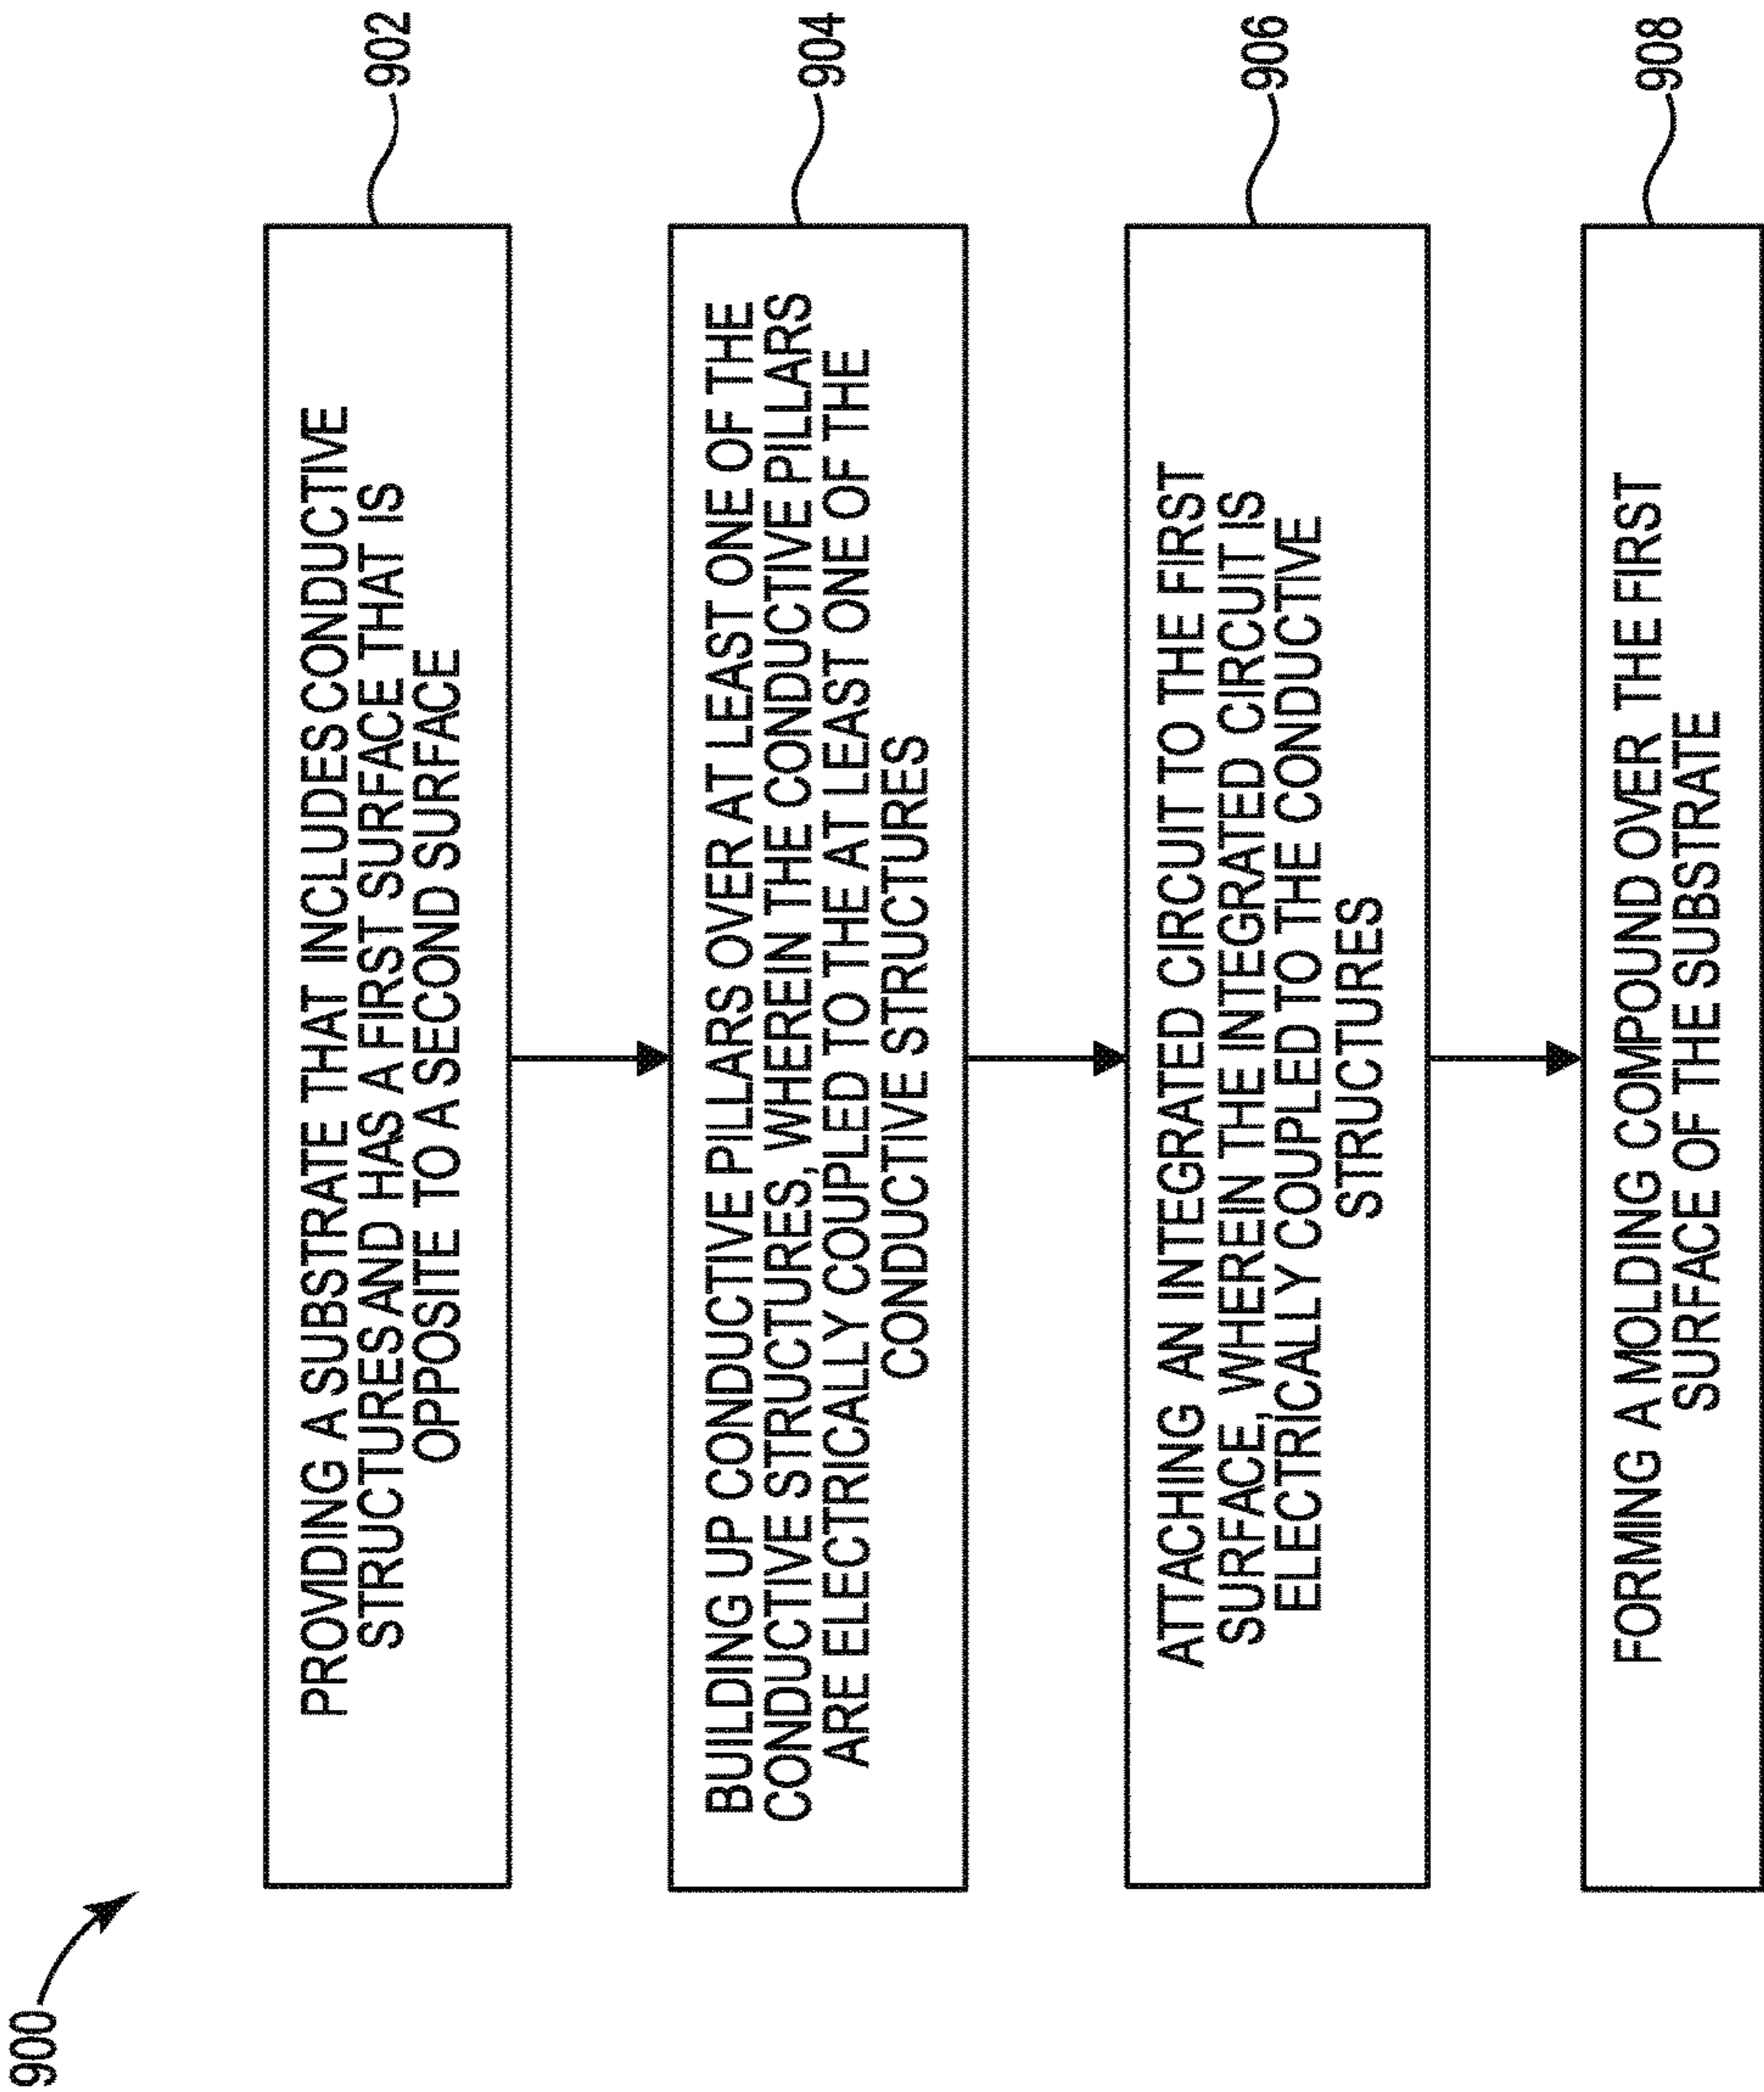 900
PROVIDING A SUBSTRATE THAT INCLUDES CONDUCTIVE
STRUCTURES AND HAS A FIRST SURFACE THAT IS
OPPOSITE TO A SECOND SURFACE
902
BUILDING UP CONDUCTIVE PILLARS OVER AT LEAST ONE OF THE
CONDUCTIVE STRUCTURES, WHEREIN THE CONDUCTIVE PILLARS
ARE ELECTRICALLY COUPLED TO THE AT LEAST ONE OF THE
CONDUCTIVE STRUCTURES
904
ATTACHING AN INTEGRATED CIRCUIT TO THE FIRST
SURFACE, WHEREIN THE INTEGRATED CIRCUIT IS
ELECTRICALLY COUPLED TO THE CONDUCTIVE
STRUCTURES
906
FORMING A MOLDING COMPOUND OVER THE FIRST
SURFACE OF THE SUBSTRATE
908